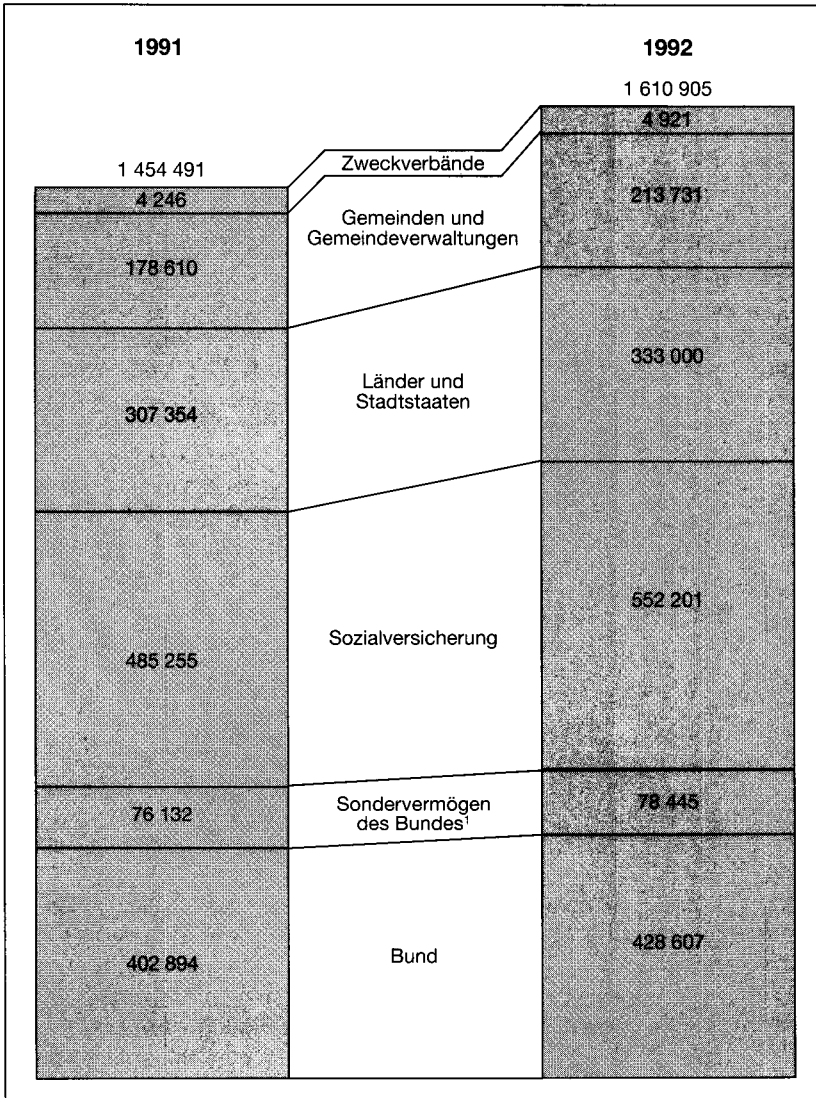 1991
1992
1 610 905
4 921
1 454 491
Zweckverbände
4 246
213 731
Gemeinden und
Gemeindeverwaltungen
178 610
333 000
Länder und
Stadtstaaten
307 354
552 201
Sozialversicherung
485 255
76 132
Sondervermögen
des Bundes¹
78 445
402 894
Bund
428 607